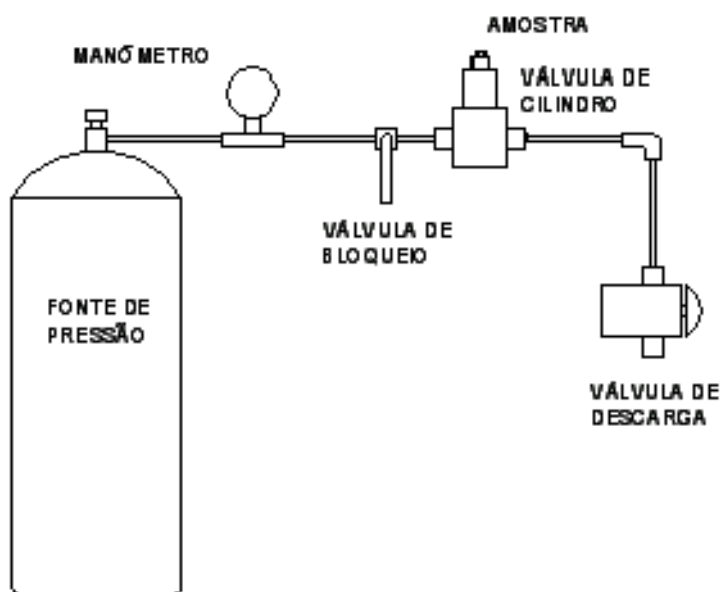 AMOSTRA
MANÔMETRO
VÁLVULA DE
CILINDRO
VÁLVULA DE
BLOQUEIO
FONTE DE
PRESSÃO
VÁLVULA DE
DESCARGA